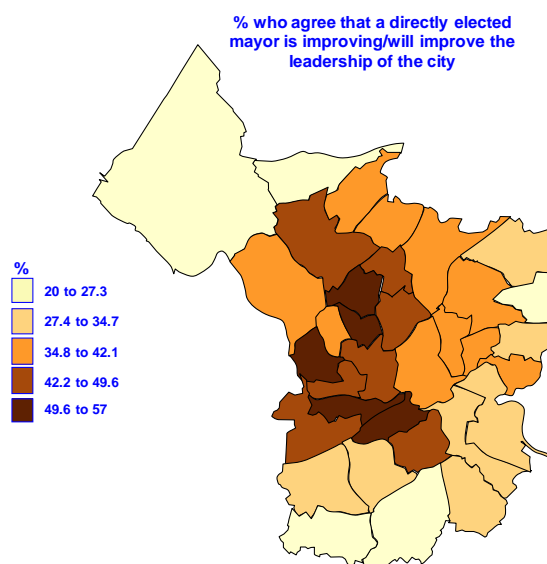 % who agree that a directly elected
mayor is improving/will improve the
leadership of the city
%
20 to 27.3
27.4 to 34.7
34.8 to 42.1
42.2 to 49.6
49.6 to 57